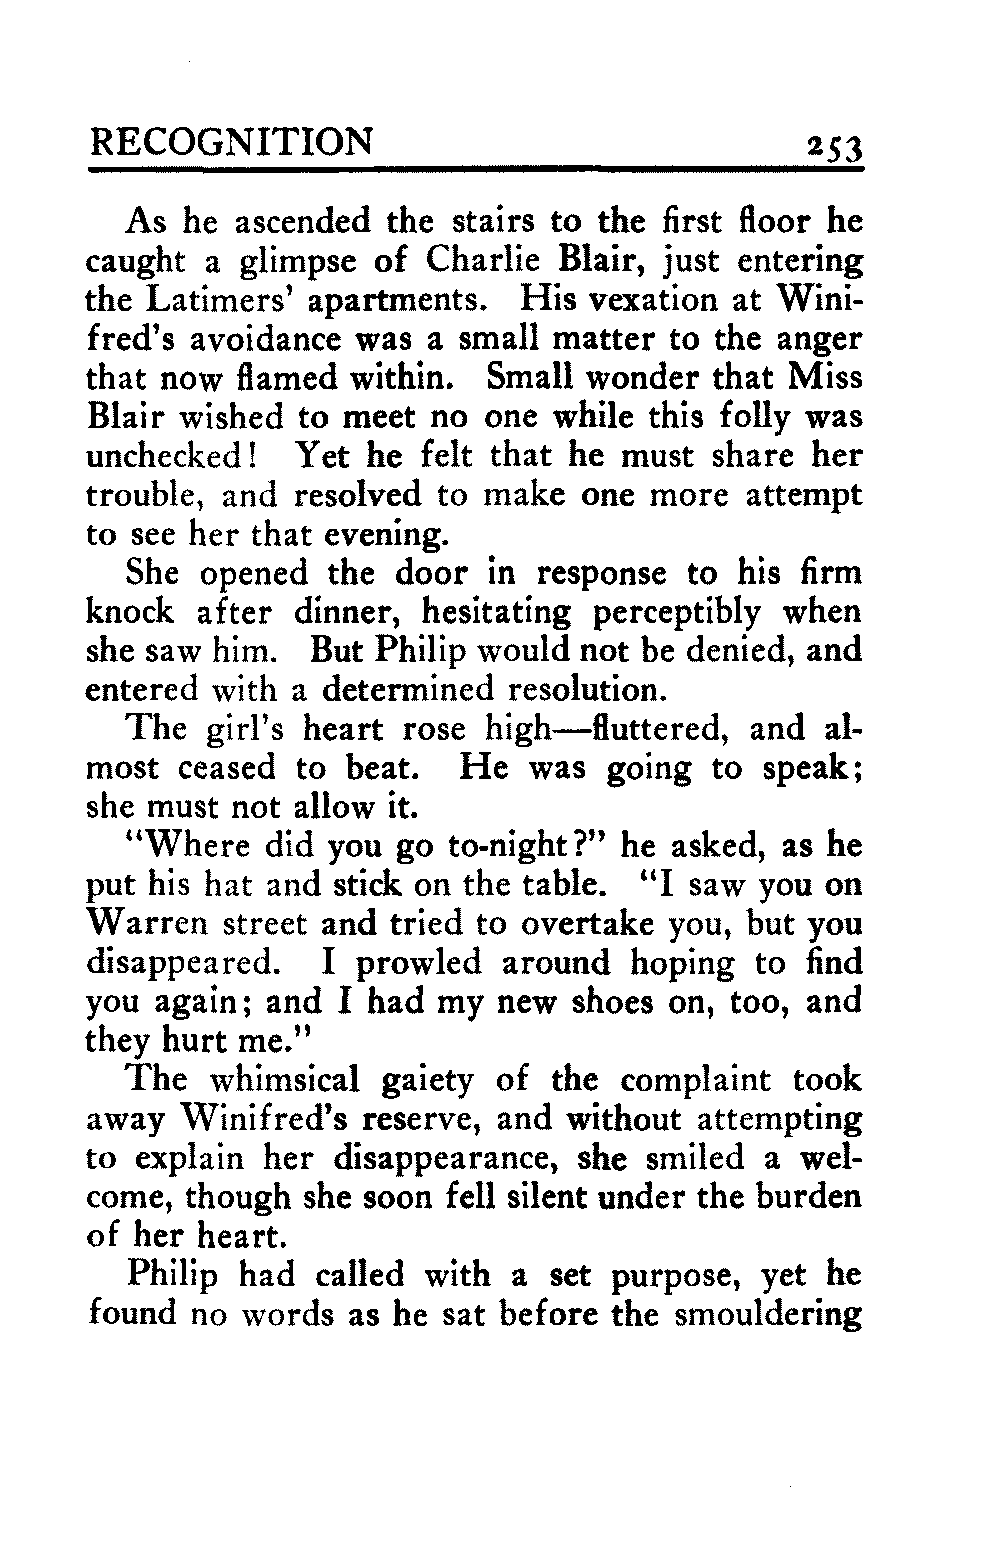 RECOGNITION 253
As he ascended the stairs to the first floor he
caught a glimpse of Charlie Blair, just entering
the Latimers' apartments. His vexation at Wini-
fred's avoidance was a small matter to the anger
that now flamed within. Small wonder that Miss
Blair wished to meet no one while this folly was
unchecked! Yet he felt that he must share her
trouble, and resolved to make one more attempt
to see her that evening.
She opened the door in response to his firm
knock after dinner, hesitating perceptibly when
she saw him. But Philip would not be denied, and
entered with a determined resolution.
The girl's heart rose high—fluttered, and al-
most ceased to beat. He was going to speak;
she must not allow it.
"Where did you go to-night?" he asked, as he
put his hat and stick on the table. "I saw you on
Warren street and tried to overtake you, but you
disappeared. I prowled around hoping to find
you again; and I had my new shoes on, too, and
they hurt me."
The whimsical gaiety of the complaint took
away Winifred's reserve, and without attempting
to explain her disappearance, she smiled a wel-
come, though she soon fell silent under the burden
of her heart.
Philip had called with a set purpose, yet he
found no words as he sat before the smouldering